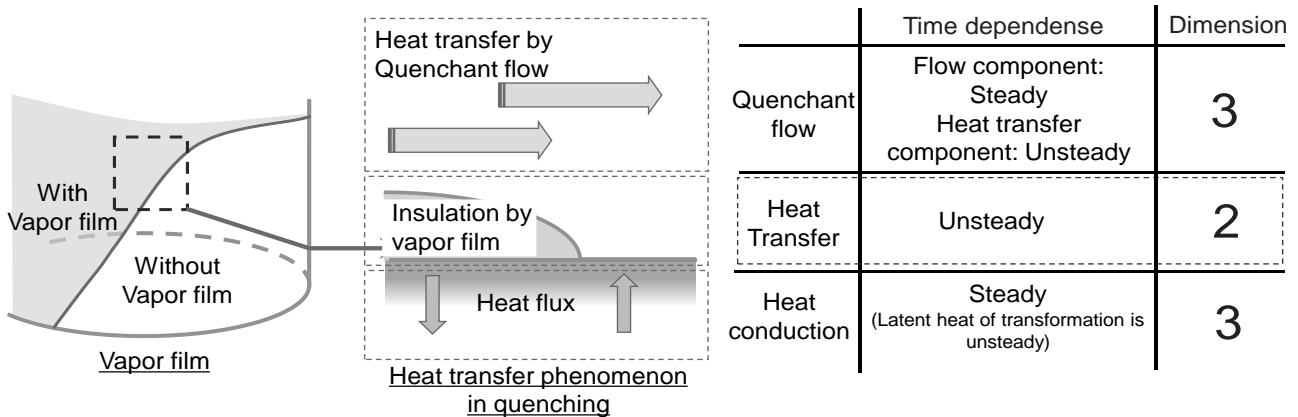 With
Vapor film
Without
Vapor film
Vapor film
Heat transfer by
Quenchant flow
Insulation by
vapor film
Heat flux
Heat transfer phenomenon
in quenching
Time dependense
Dimension
Quenchant
flow
Flow component:
Steady
Heat transfer
component: Unsteady
3
Heat
Transfer
Unsteady
2
Heat
conduction
Steady
(Latent heat of transformation is
unsteady)
3